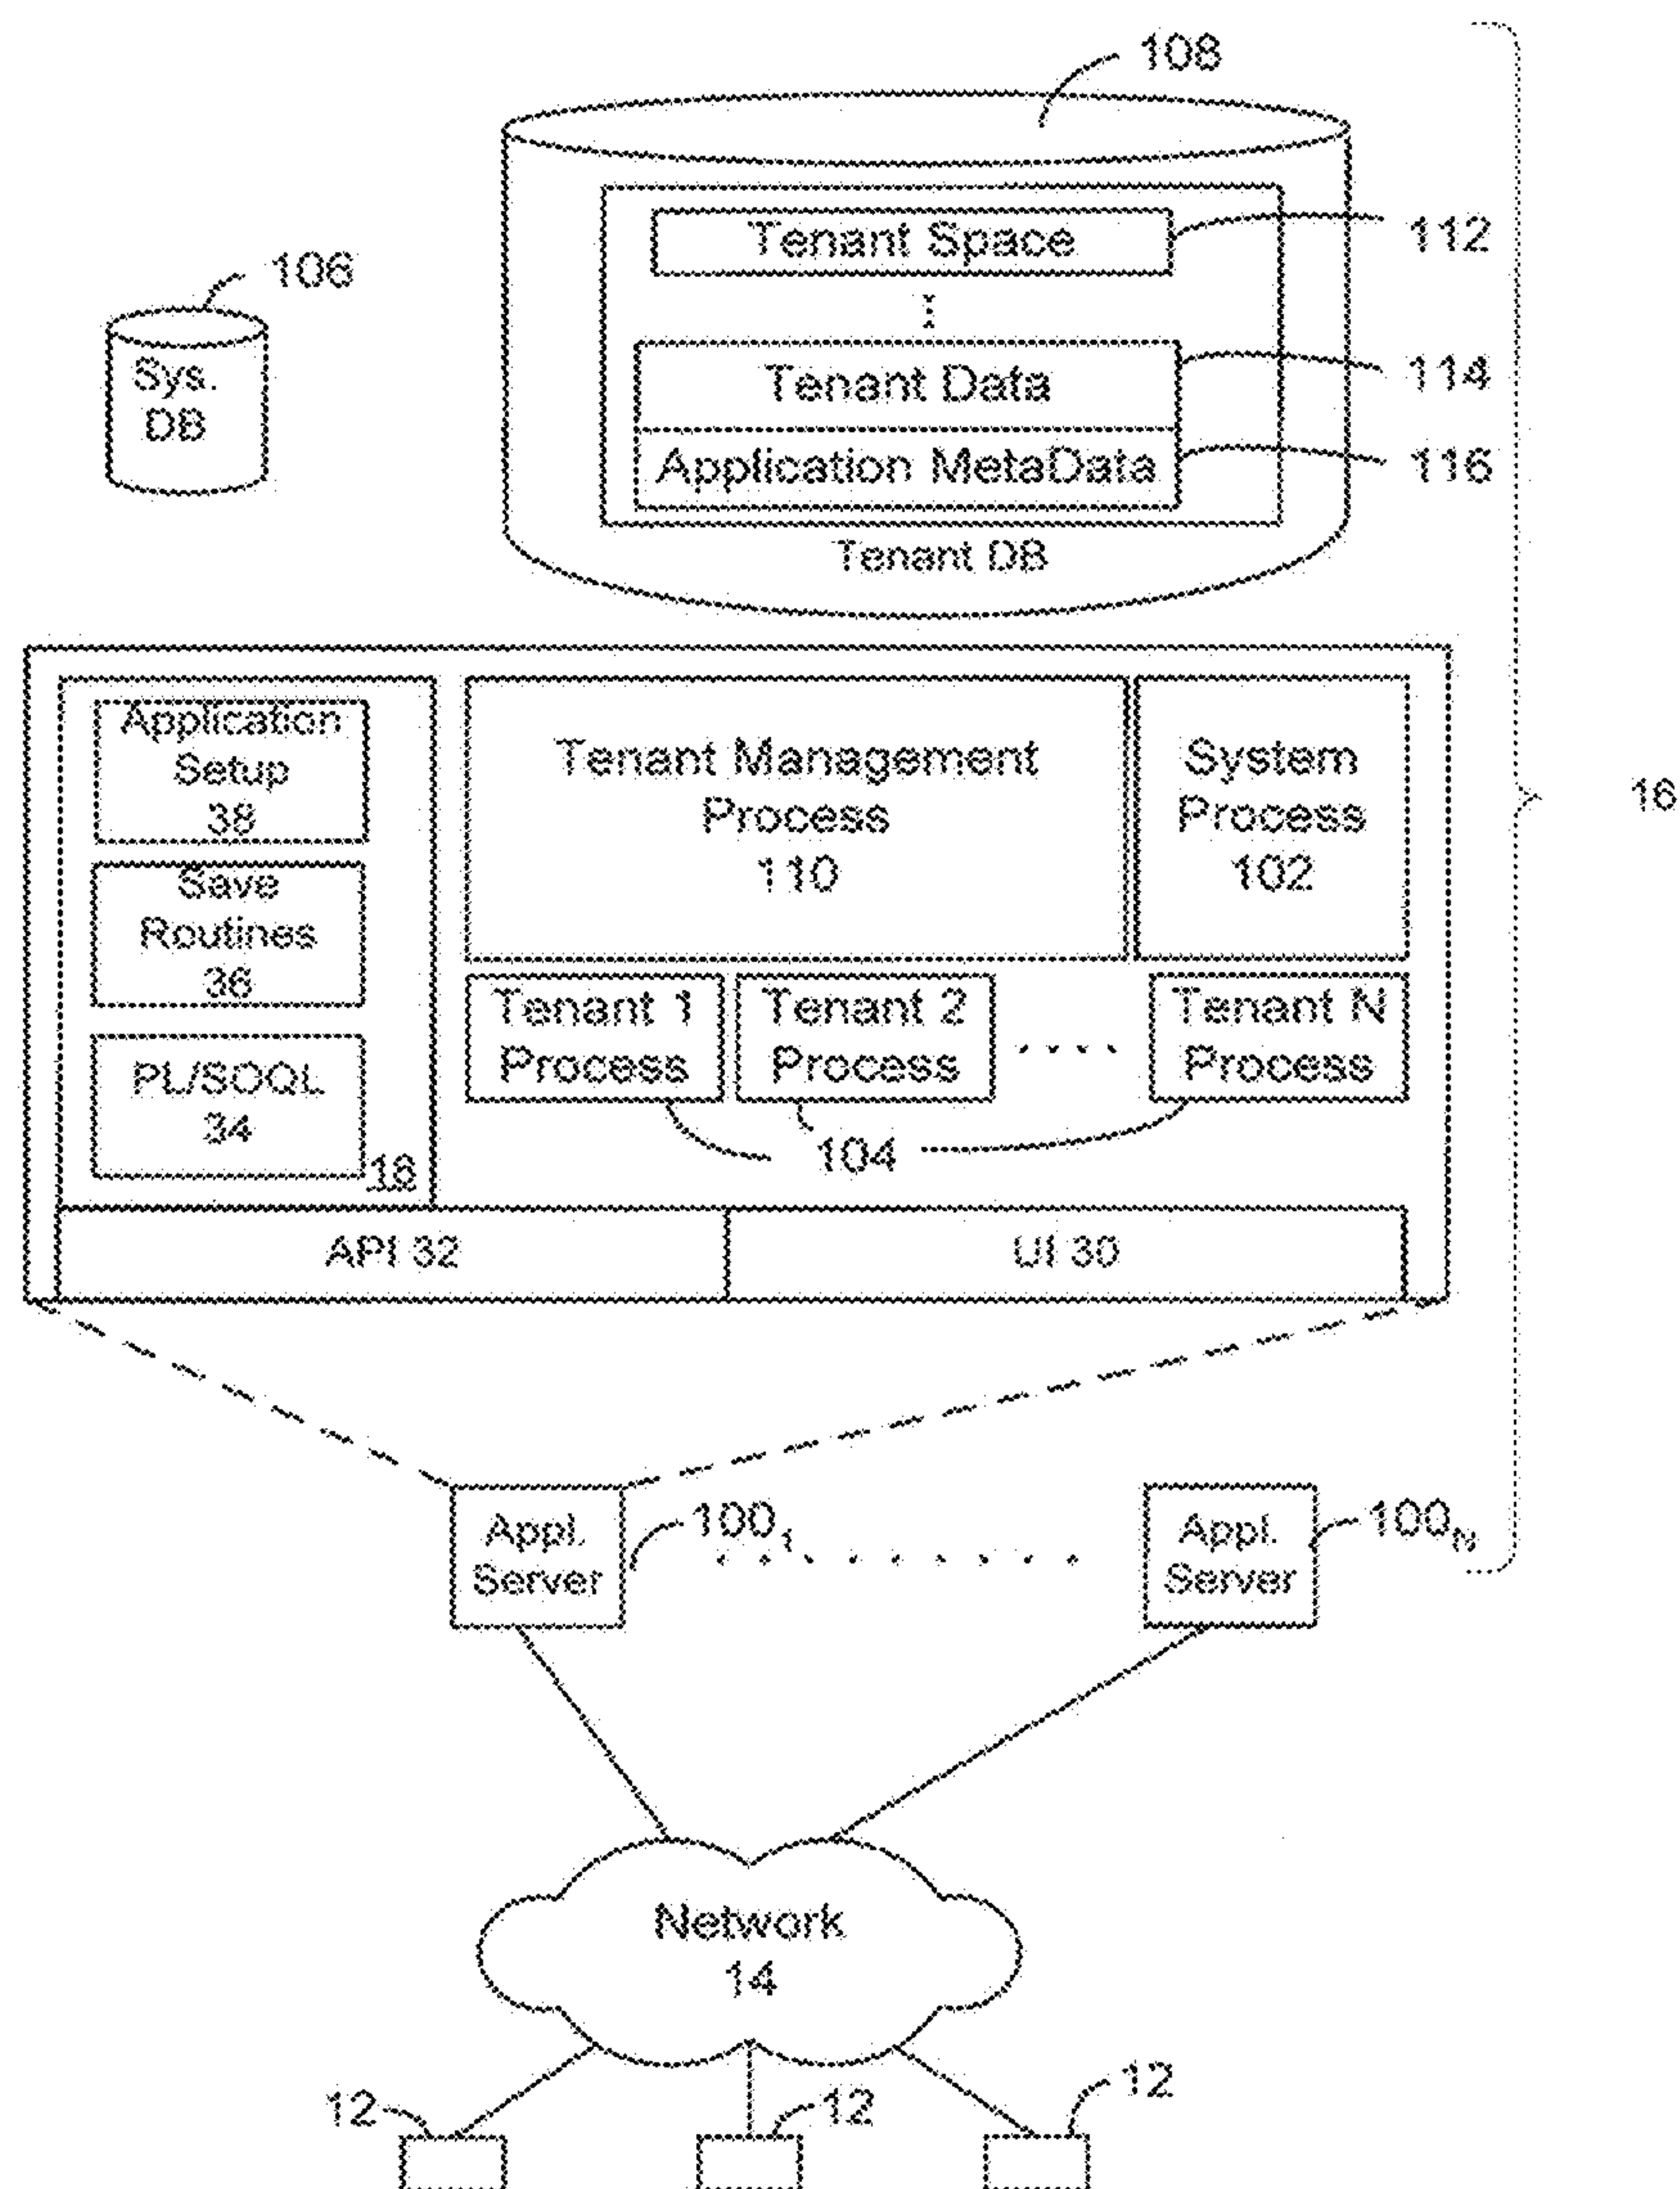 108
Tenant Space
112
106
Sys.
DB
Tenant Data
114
Application MetaData
116
Tenant DB
Application
Setup
38
Tenant Management
Process
110
System
Process
102
16
Save
Routines
36
Tenant 1
Process
Tenant 2
Process
. . . .
Tenant N
Process
PL/SOQL
34
104
18
API 32
UI 30
Appl.
Server
100₁
Appl.
Server
100N
Network
14
12
12
12